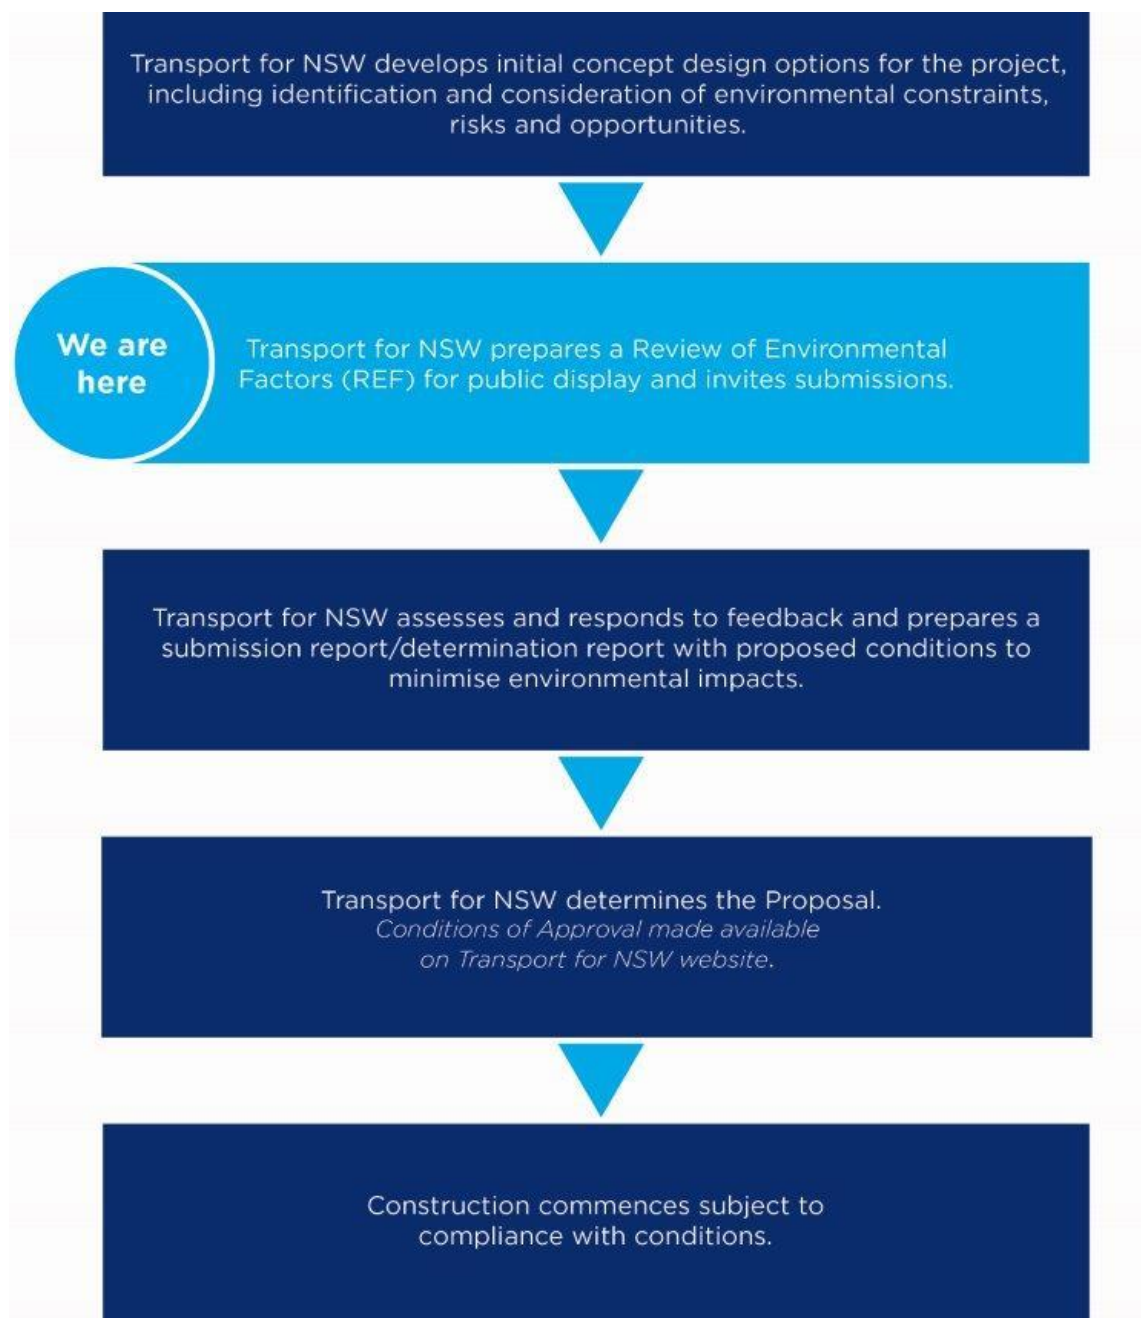 Transport for NSW develops initial concept design options for the project,
including identification and consideration of environmental constraints,
risks and opportunities.
We are
here
Transport for NSW prepares a Review of Environmental
Factors (REF) for public display and invites submissions.
Transport for NSW assesses and responds to feedback and prepares a
submission report/determination report with proposed conditions to
minimise environmental impacts.
Transport for NSW determines the Proposal.
Conditions of Approval made available
on Transport for NSW website.
Construction commences subject to
compliance with conditions.